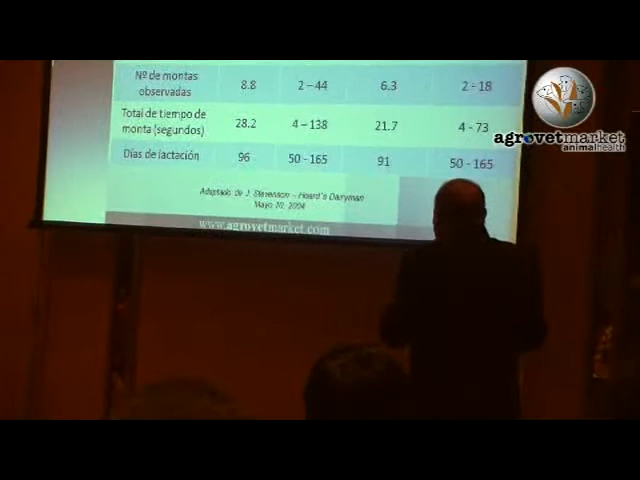 Nº de montas
observadas
8.8
2 – 44
6.3
2 - 18
Total de tiempo de
monta (segundos)
28.2
4 – 138
21.7
4 - 73
Días de lactación
96
50 - 165
91
50 - 165
Adaptado de J. Stevenson – Hoard´s Dairyman
Mayo 10, 2004
www.agrovetmarket.com
agrovetmarket
animalhealth